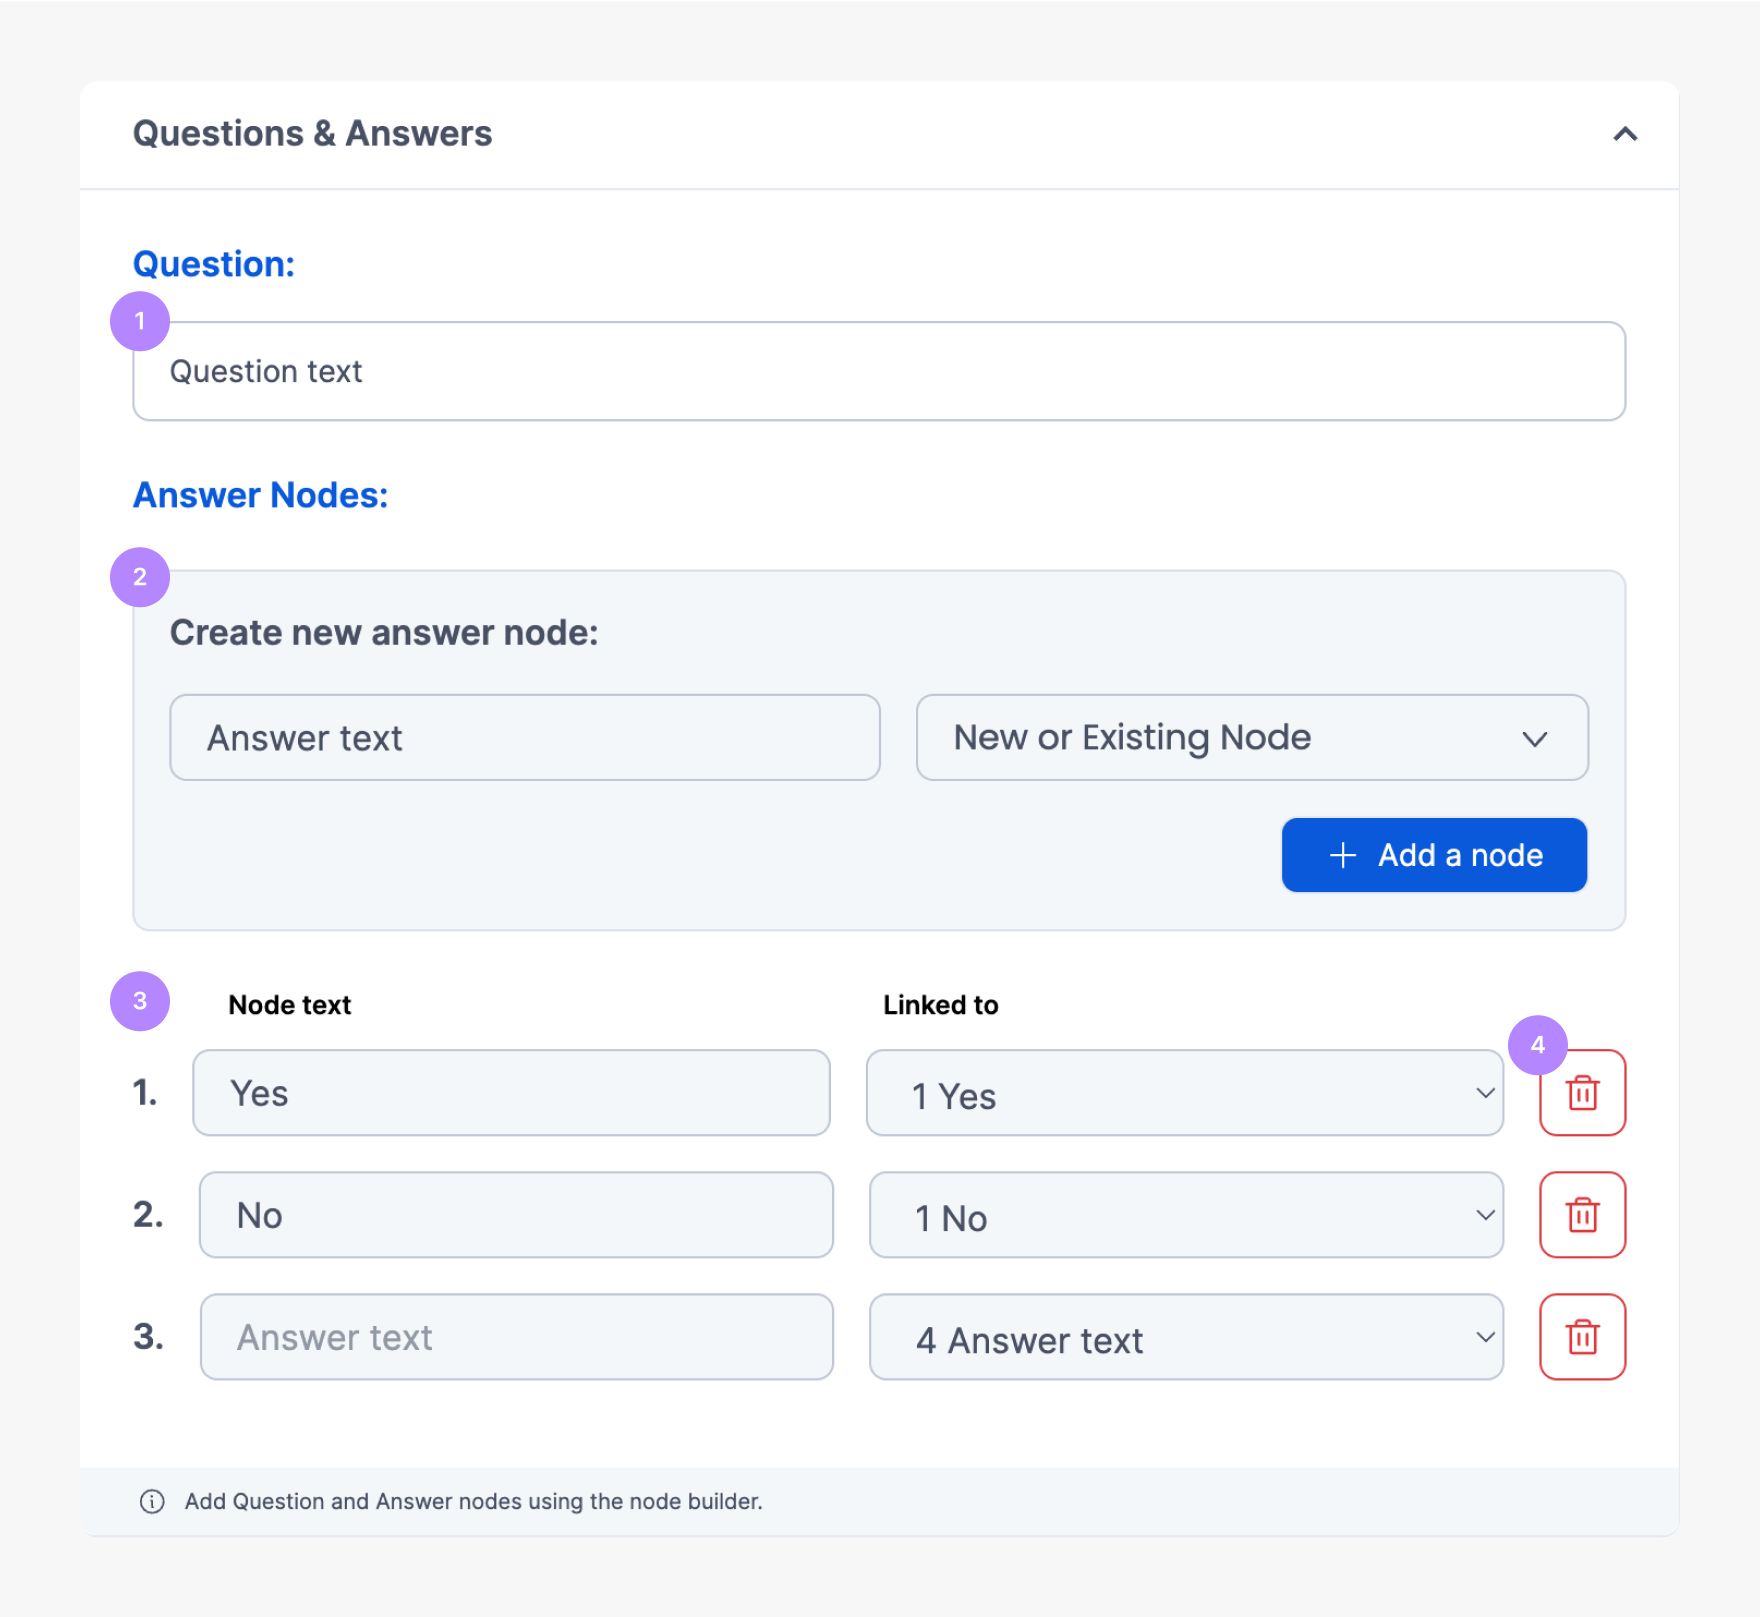 Questions & Answers
Question:
1
Question text
Answer Nodes:
2
Create new answer node:
Answer text New or Existing Node
+ Add a node
3 Node text Linked to
4
1. Yes 1 Yes
2. No 1 No
3. Answer text 4 Answer text
Add Question and Answer nodes using the node builder.